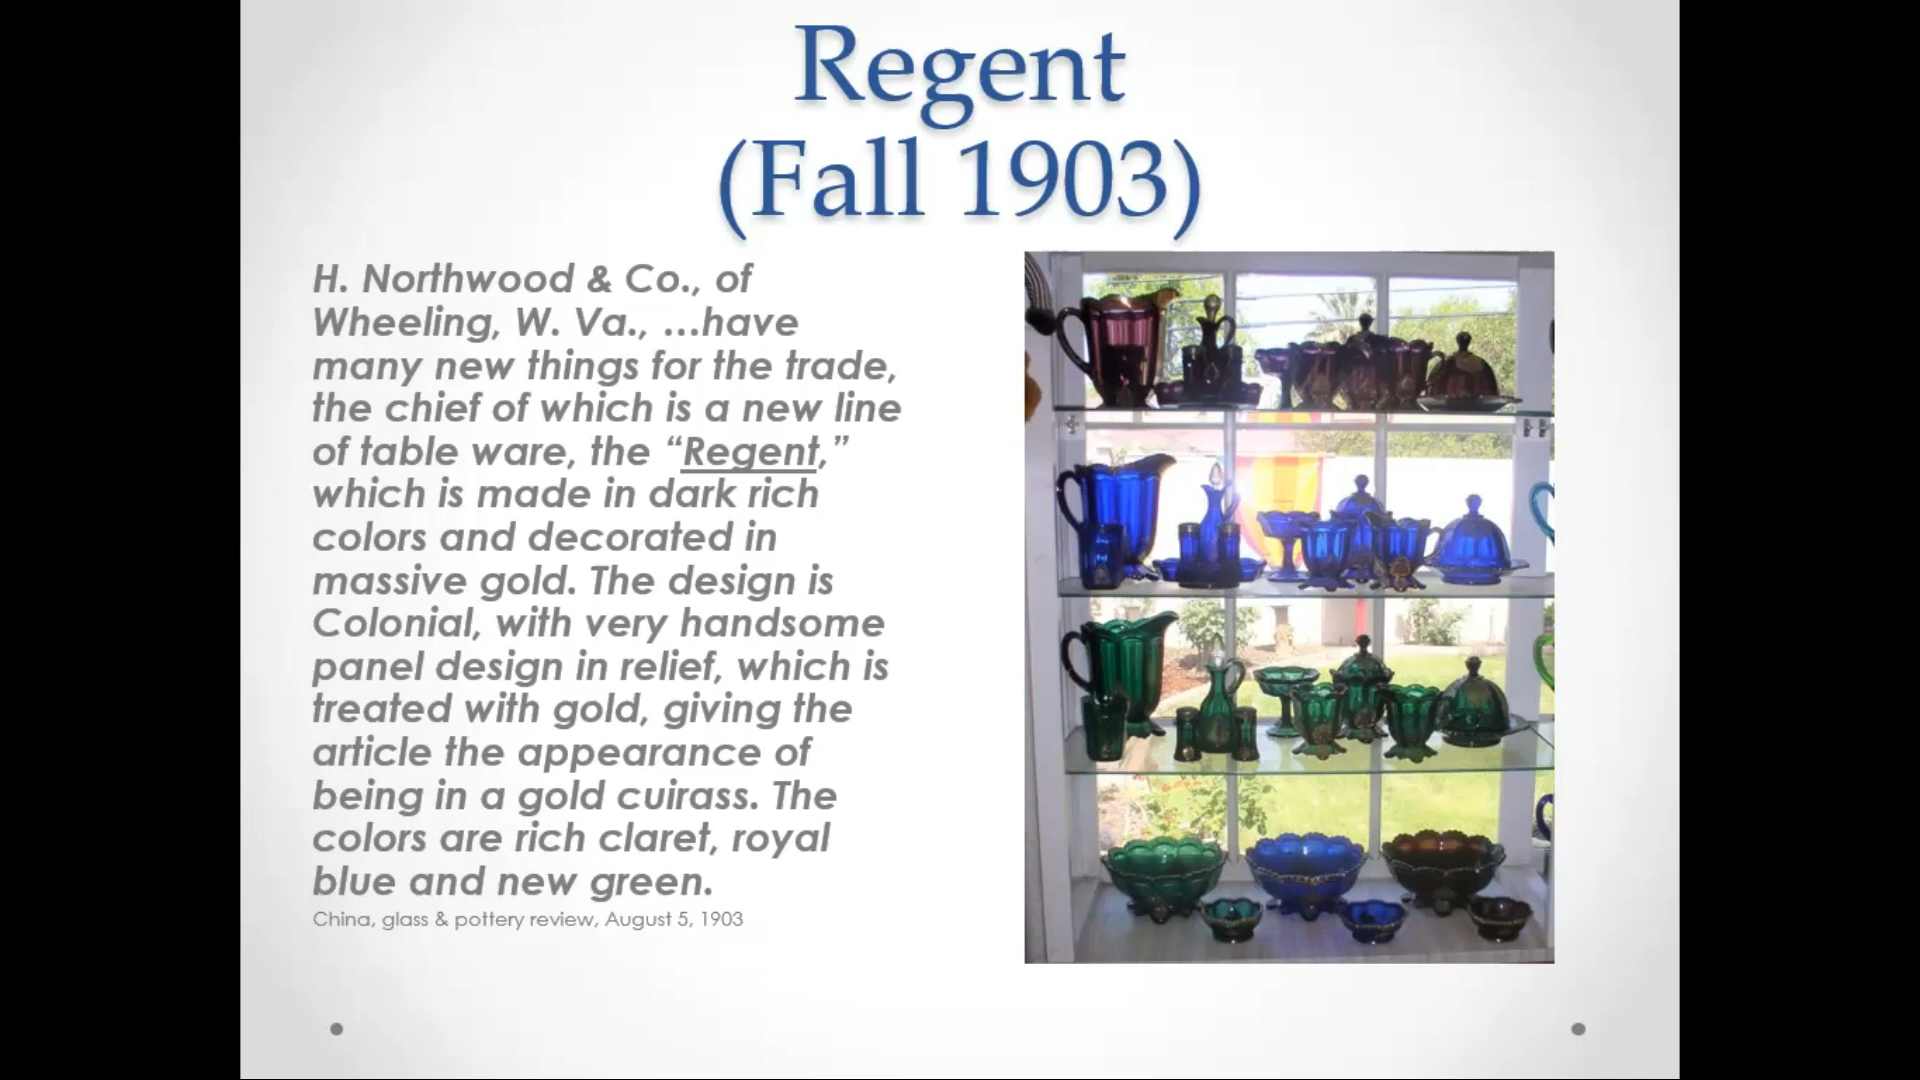 Regent
(Fall 1903)
H. Northwood & Co., of
Wheeling, W. Va., …have
many new things for the trade,
the chief of which is a new line
of table ware, the “Regent,”
which is made in dark rich
colors and decorated in
massive gold. The design is
Colonial, with very handsome
panel design in relief, which is
treated with gold, giving the
article the appearance of
being in a gold cuirass. The
colors are rich claret, royal
blue and new green.
China, glass & pottery review, August 5, 1903